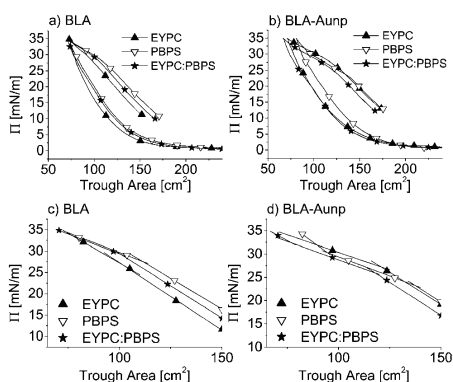 a) BLA
b) BLA-Aunp
EYPC
PBPS
EYPC:PBPS
EYPC
PBPS
EYPC:PBPS
Π [mN/m]
35
30
25
20
15
10
5
50 100 150 200
Trough Area [cm²]
Π [mN/m]
35
30
25
20
15
10
5
0
50 100 150 200
Trough Area [cm²]
c) BLA
d) BLA-Aunp
Π [mN/m]
40
35
30
25
20
15
10
EYPC
PBPS
EYPC:PBPS
100 150
Trough Area [cm²]
Π [mN/m]
40
35
30
25
20
15
EYPC
PBPS
EYPC:PBPS
100 150
Trough Area [cm²]